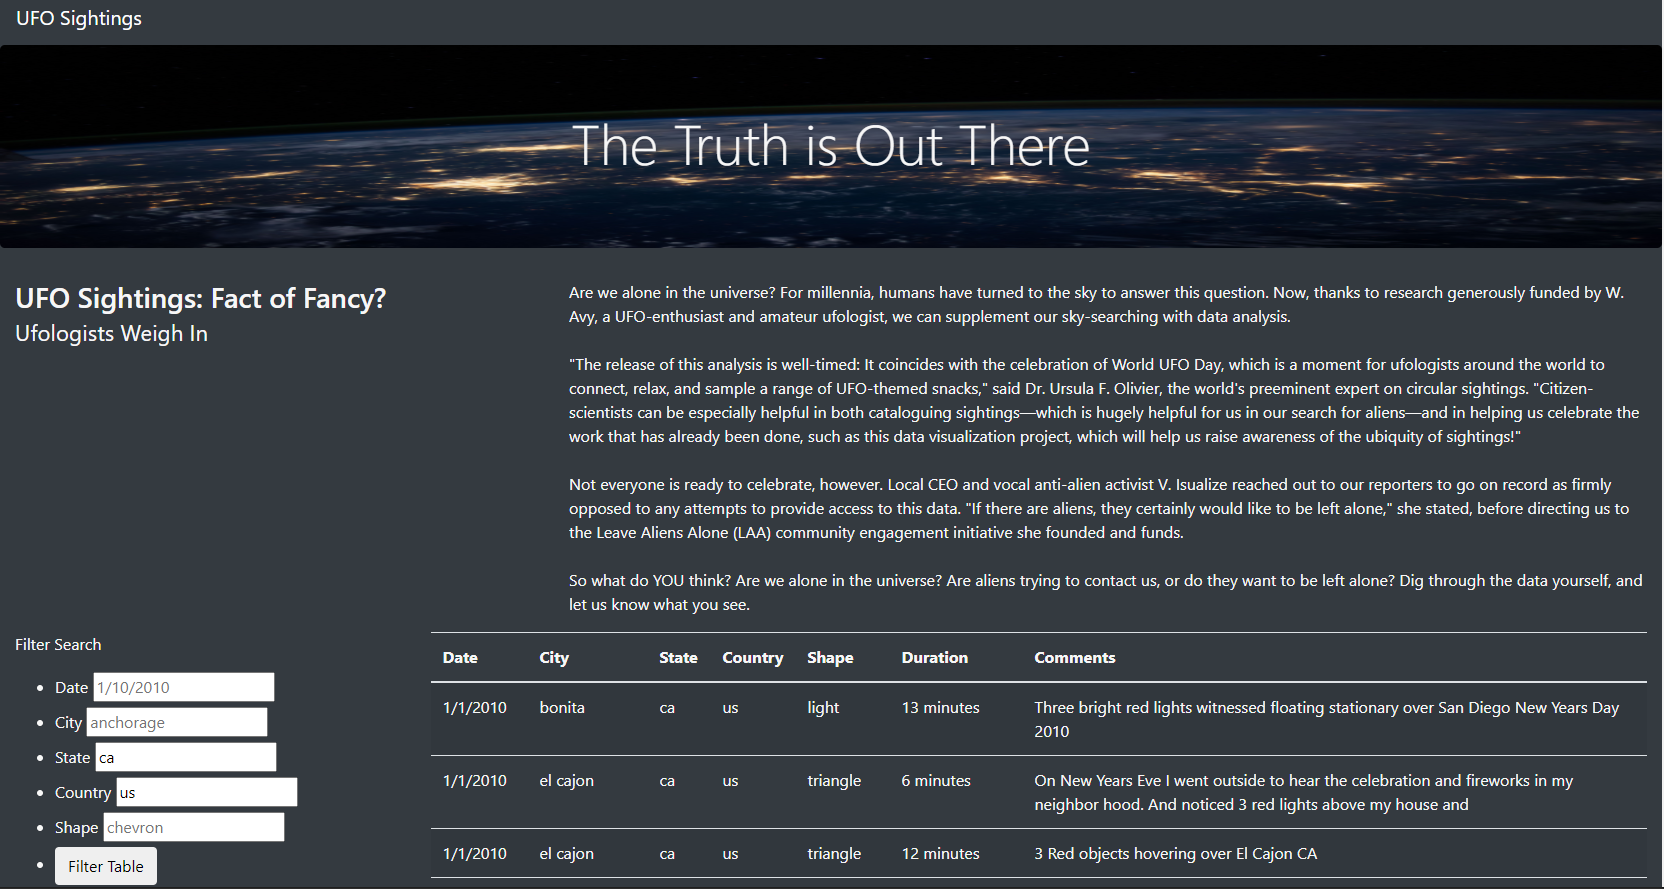 UFO Sightings
The Truth is Out There
UFO Sightings: Fact of Fancy?
Ufologists Weigh In
Are we alone in the universe? For millennia, humans have turned to the sky to answer this question. Now, thanks to research generously funded by W.
Avy, a UFO-enthusiast and amateur ufologist, we can supplement our sky-searching with data analysis.
"The release of this analysis is well-timed: It coincides with the celebration of World UFO Day, which is a moment for ufologists around the world to
connect, relax, and sample a range of UFO-themed snacks," said Dr. Ursula F. Olivier, the world's preeminent expert on circular sightings. "Citizen-
scientists can be especially helpful in both cataloguing sightings—which is hugely helpful for us in our search for aliens—and in helping us celebrate the
work that has already been done, such as this data visualization project, which will help us raise awareness of the ubiquity of sightings!"
Not everyone is ready to celebrate, however. Local CEO and vocal anti-alien activist V. Isualize reached out to our reporters to go on record as firmly
opposed to any attempts to provide access to this data. "If there are aliens, they certainly would like to be left alone," she stated, before directing us to
the Leave Aliens Alone (LAA) community engagement initiative she founded and funds.
So what do YOU think? Are we alone in the universe? Are aliens trying to contact us, or do they want to be left alone? Dig through the data yourself, and
let us know what you see.
Filter Search
Date 1/10/2010
City anchorage
State ca
Country us
Shape chevron
Filter Table
Date City State Country Shape Duration Comments
1/1/2010 bonita ca us light 13 minutes Three bright red lights witnessed floating stationary over San Diego New Years Day
2010
1/1/2010 el cajon ca us triangle 6 minutes On New Years Eve I went outside to hear the celebration and fireworks in my
neighbor hood. And noticed 3 red lights above my house and
1/1/2010 el cajon ca us triangle 12 minutes 3 Red objects hovering over El Cajon CA